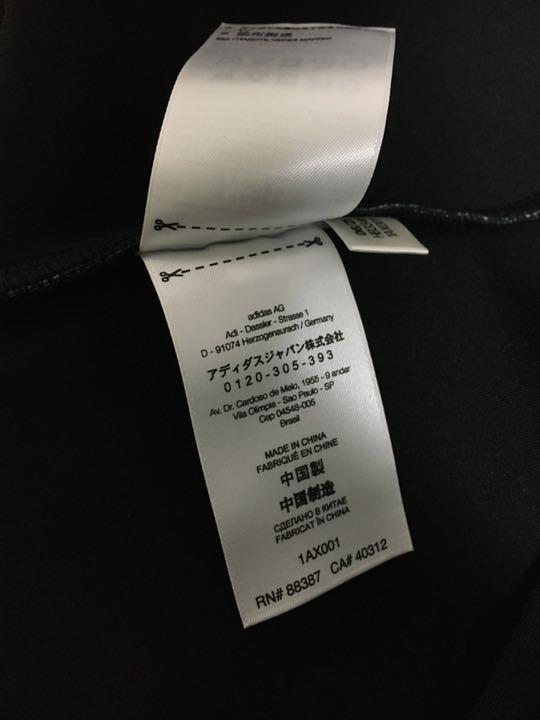 adidas AG
Adi - Dassler - Strasse 1
D - 91074 Herzogenaurach / Germany
アディダスジャパン株式会社
0120-305-393
Av. Dr. Cardoso de Melo, 1955 - 9 andar
Vila Olimpia - Sao Paulo - SP
Cep 04548-005
Brasil
MADE IN CHINA
FABRIQUÉ EN CHINE
中国製
中国制造
СДЕЛАНО В КИТАЕ
FABRICAT ÎN CHINA
1AX001
RN# 88387 CA# 40312